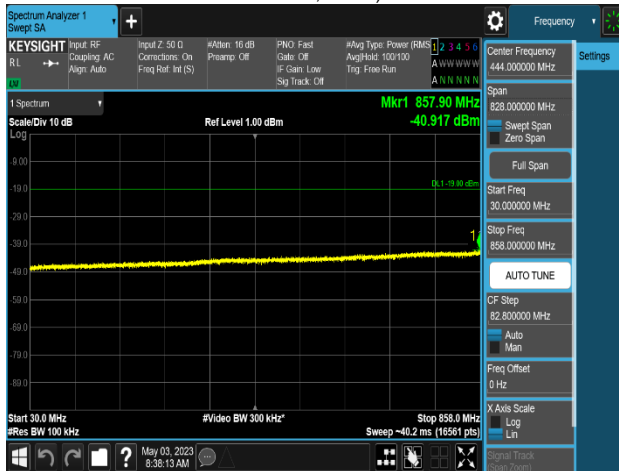 Spectrum Analyzer 1
Swept SA
+
Frequency
KEYSIGHT
RL
Input: RF
Coupling: AC
Align: Auto
Input Z: 50 Ω
Corrections: On
Freq Ref: Int (S)
#Atten: 16 dB
Preamp: Off
PNO: Fast
Gate: Off
IF Gain: Low
Sig Track: Off
#Avg Type: Power (RMS
Avg|Hold: 100/100
Trig: Free Run
1 2 3 4 5 6
A WW WW W
A N N N N N
1 Spectrum
Scale/Div 10 dB
Log
Ref Level 1.00 dBm
Mkr1 857.90 MHz
-40.917 dBm
-9.00
-19.0
DL1 -19.00 dBm
-29.0
-39.0
1
-49.0
-59.0
-69.0
-79.0
-89.0
Start 30.0 MHz
#Video BW 300 kHz*
Stop 858.0 MHz
#Res BW 100 kHz
Sweep ~40.2 ms (16561 pts)
?
May 03, 2023
8:38:13 AM
Center Frequency
444.000000 MHz
Settings
Span
828.000000 MHz
Swept Span
Zero Span
Full Span
Start Freq
30.000000 MHz
Stop Freq
858.000000 MHz
AUTO TUNE
CF Step
82.800000 MHz
Auto
Man
Freq Offset
0 Hz
X Axis Scale
Log
Lin
Signal Track
(Span Zoom)